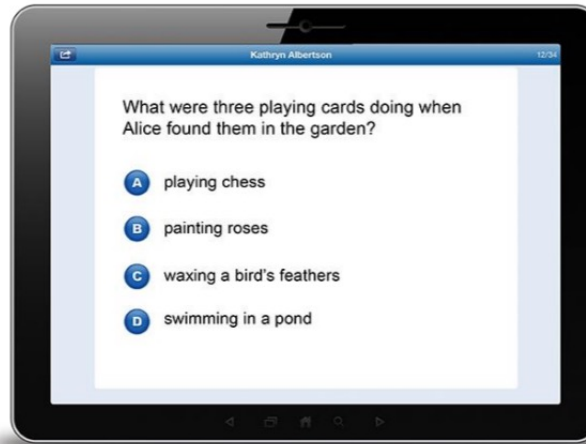 Kathryn Albertson
12/34
What were three playing cards doing when
Alice found them in the garden?
A playing chess
B painting roses
C waxing a bird's feathers
D swimming in a pond